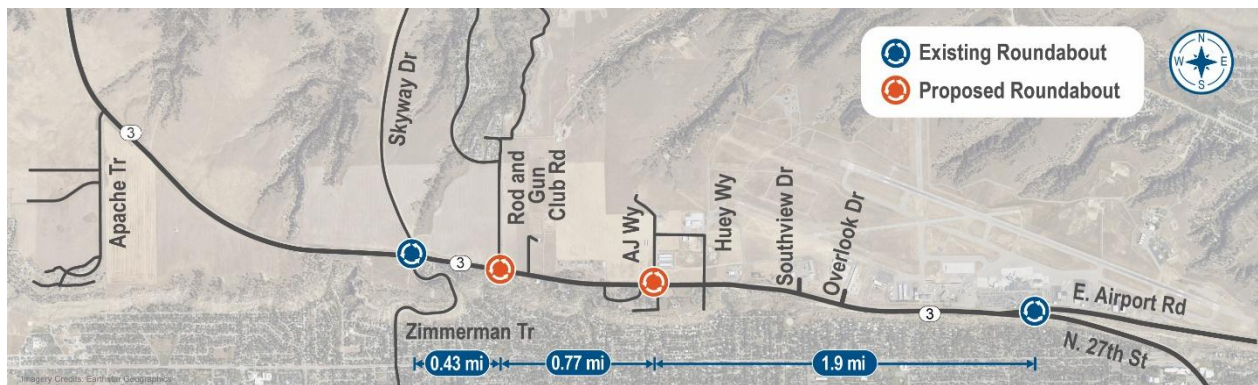 Existing Roundabout
Proposed Roundabout
N
W E
S
3
Apache Tr
Skyway Dr
Rod and
Gun
Club Rd
AJ Wy
Huey Wy
Southview Dr
Overlook Dr
3
3
E. Airport Rd
N. 27th St
Zimmerman Tr
0.43 mi
0.77 mi
1.9 mi
Imagery Credits: Earthstar Geographics